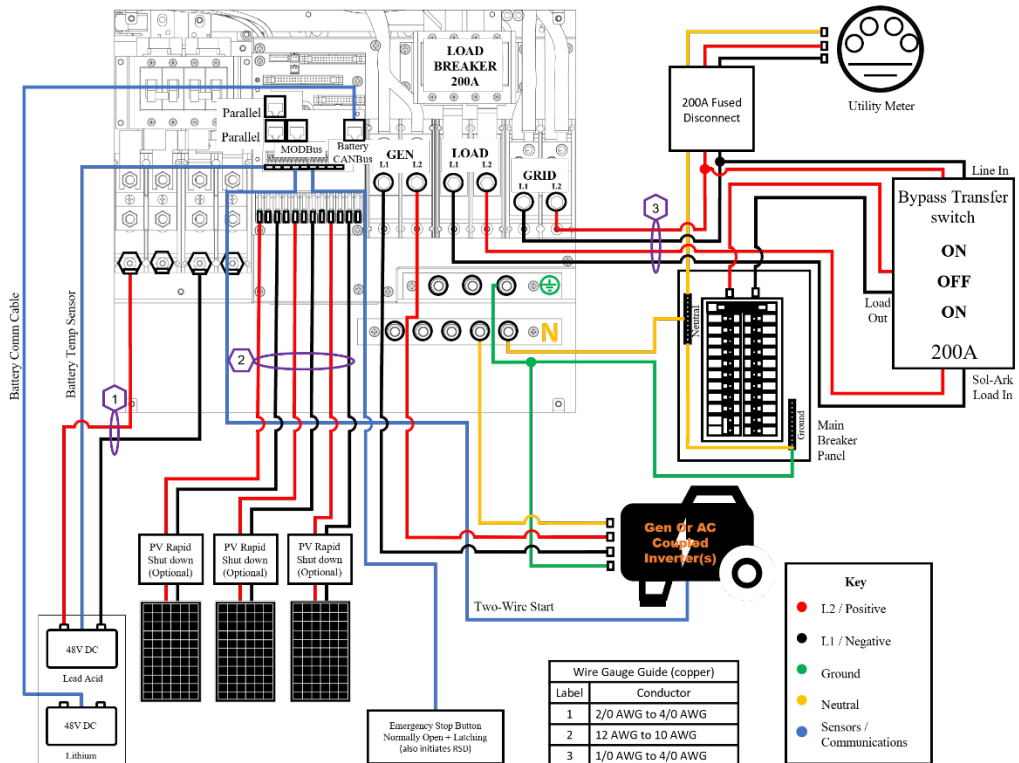 LOAD
BREAKER
200A
Parallel
Parallel
MODBus
Battery
CANBus
GEN
L1 L2
LOAD
L1 L2
GRID
L1 L2
200A Fused
Disconnect
Utility Meter
Line In
Bypass Transfer
switch
ON
OFF
ON
200A
Load
Out
Sol-Ark
Load In
3
Neutral
Ground
Main
Breaker
Panel
N
Battery Comm Cable
Battery Temp Sensor
1
2
PV Rapid
Shut down
(Optional)
PV Rapid
Shut down
(Optional)
PV Rapid
Shut down
(Optional)
Gen Or AC
Coupled
Inverter(s)
Two-Wire Start
48V DC
Lead Acid
48V DC
Lithium
Emergency Stop Button
Normally Open + Latching
(also initiates RSD)
Wire Gauge Guide (copper)
Label Conductor
1 2/0 AWG to 4/0 AWG
2 12 AWG to 10 AWG
3 1/0 AWG to 4/0 AWG
Key
L2 / Positive
L1 / Negative
Ground
Neutral
Sensors /
Communications